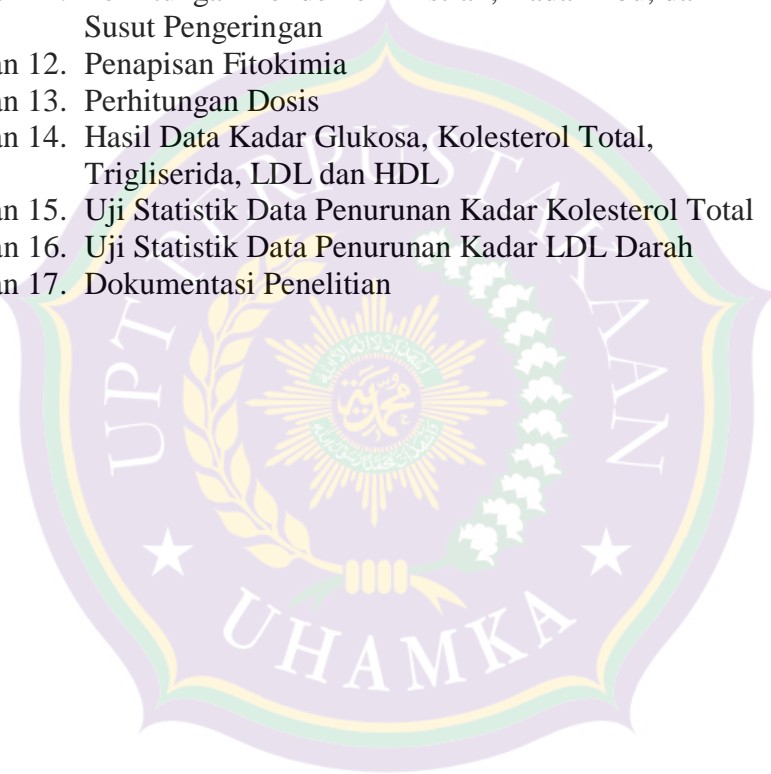 Susut Pengeringan
an 12. Penapisan Fitokimia
an 13. Perhitungan Dosis
an 14. Hasil Data Kadar Glukosa, Kolesterol Total,
Trigliserida, LDL dan HDL
an 15. Uji Statistik Data Penurunan Kadar Kolesterol Total
an 16. Uji Statistik Data Penurunan Kadar LDL Darah
an 17. Dokumentasi Penelitian
UPT PERPUSTAKAAN
UHAMKA